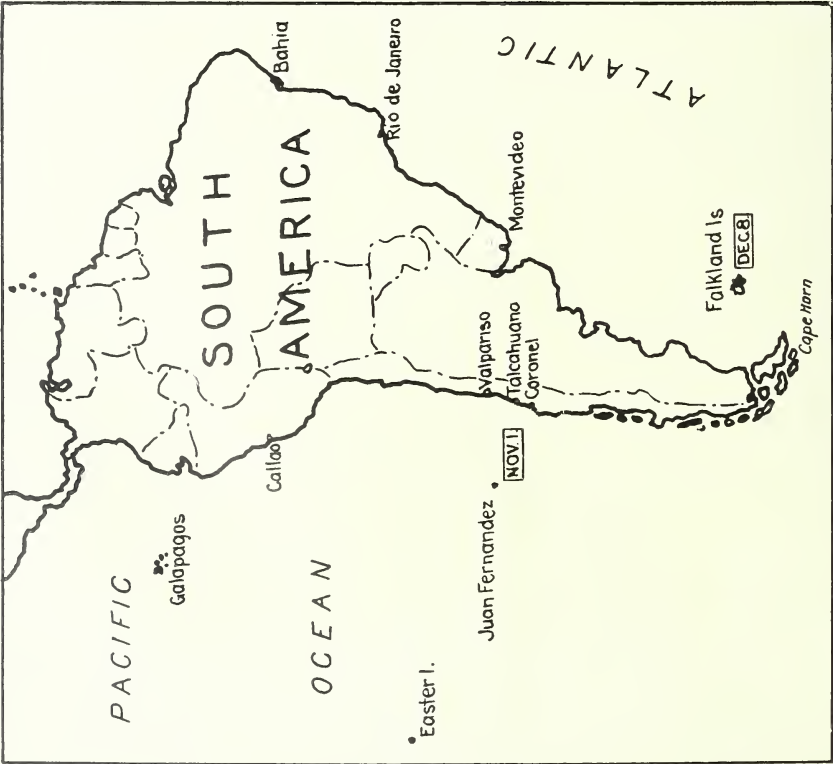 ATLANTIC
Bahia
Rio de Janeiro
SOUTH
AMERICA
Montevideo
Falkland Is
DEC.8.
Valpariso
Talcahuano
Coronel
Cape Horn
NOV. 1.
Callao
Juan Fernandez
Galapagos
PACIFIC
OCEAN
Easter I.